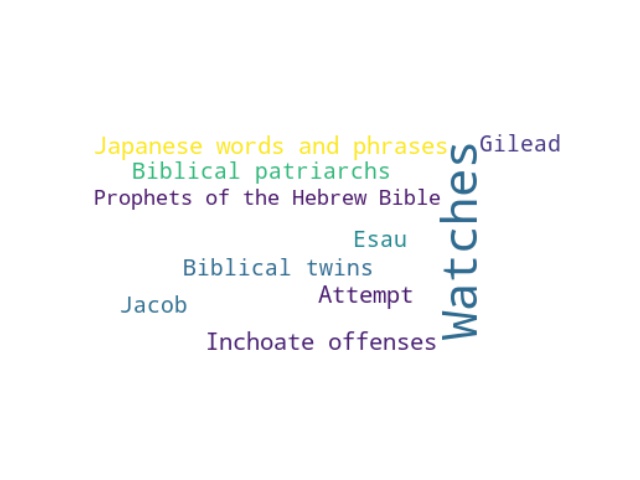 Japanese words and phrases
Gilead
Biblical patriarchs
Prophets of the Hebrew Bible
Watches
Esau
Biblical twins
Attempt
Jacob
Inchoate offenses